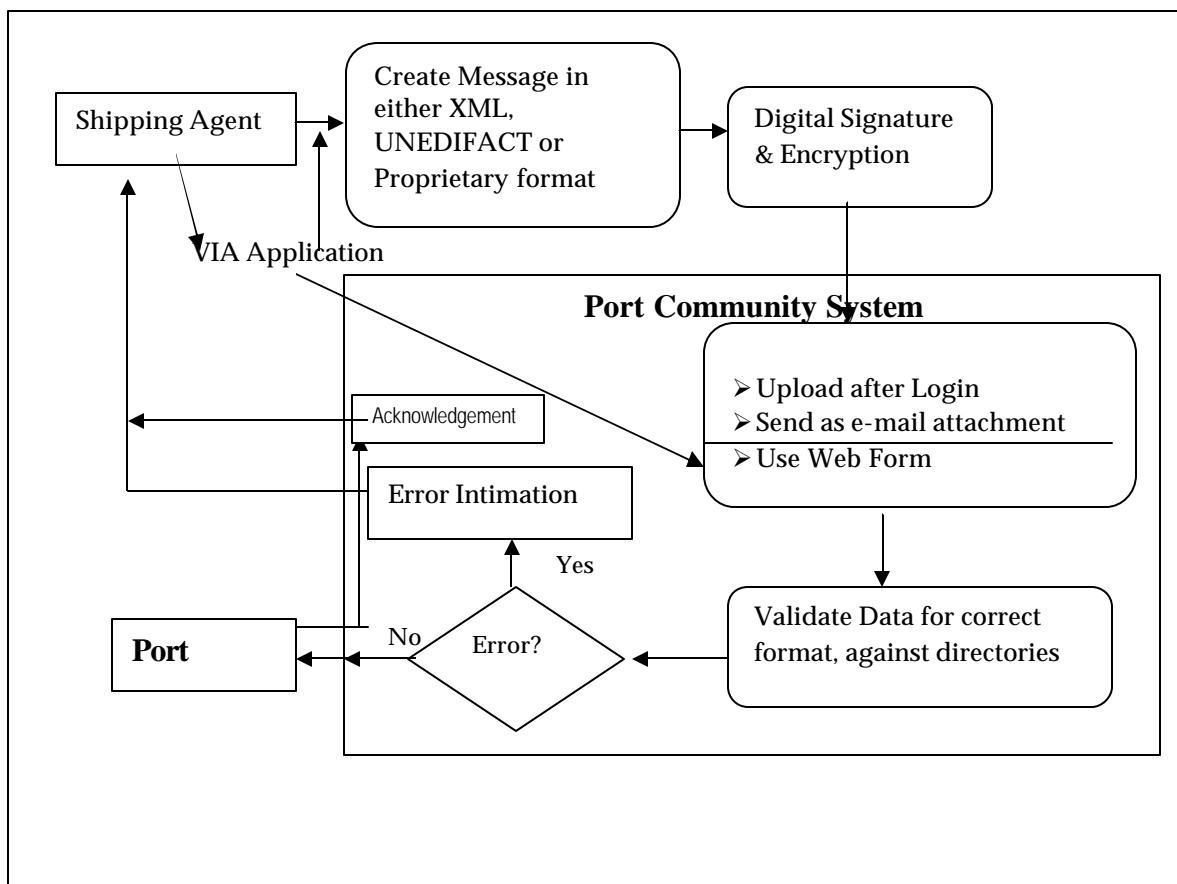 Shipping Agent
Create Message in
either XML,
UNEDIFACT or
Proprietary format
Digital Signature
& Encryption
VIA Application
Port Community System
➢ Upload after Login
➢ Send as e-mail attachment
➢ Use Web Form
Acknowledgement
Error Intimation
Yes
Validate Data for correct
format, against directories
Error?
No
Port